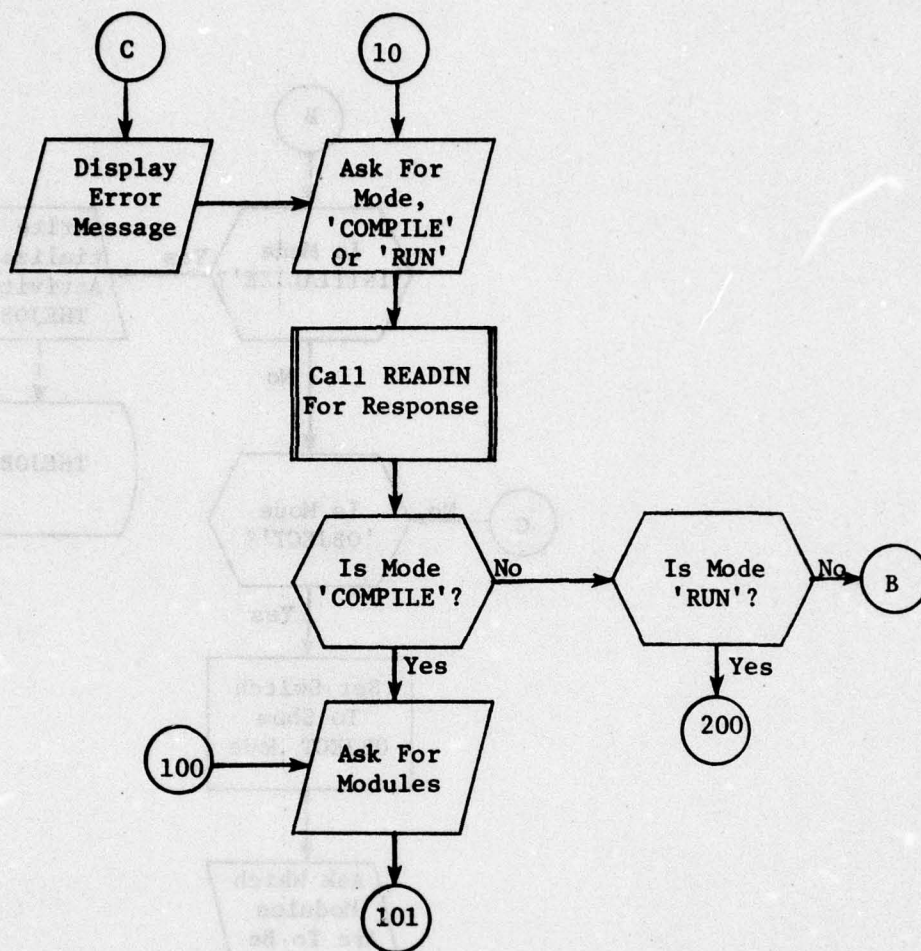 C
10
Display
Error
Message
Ask For
Mode,
'COMPILE'
Or 'RUN'
Call READIN
For Response
Is Mode
'COMPILE'?
No
Is Mode
'RUN'?
No
B
Yes
Yes
200
100
Ask For
Modules
101